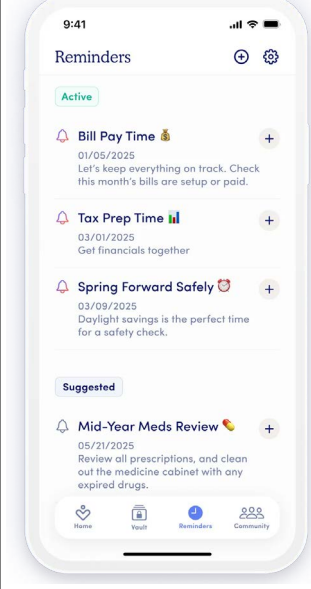 9:41
Reminders
Active
Bill Pay Time 💰
01/05/2025
Let's keep everything on track. Check
this month's bills are setup or paid.
Tax Prep Time 📊
03/01/2025
Get financials together
Spring Forward Safely ⏰
03/09/2025
Daylight savings is the perfect time
for a safety check.
Suggested
Mid-Year Meds Review 💊
05/21/2025
Review all prescriptions, and clean
out the medicine cabinet with any
expired drugs.
Home Vault Reminders Community